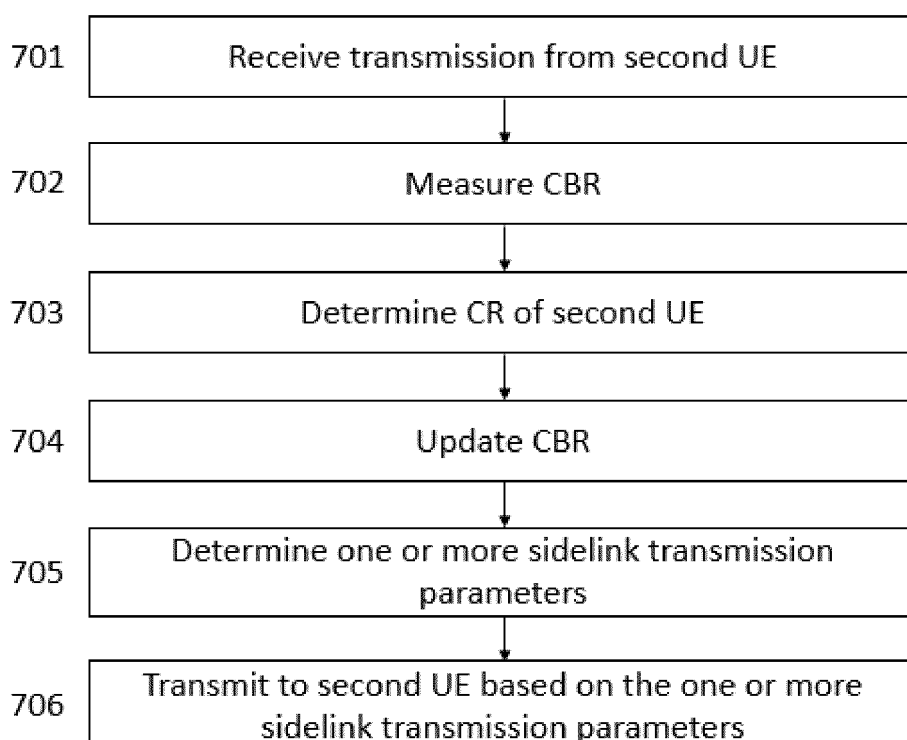 701 Receive transmission from second UE
702 Measure CBR
703 Determine CR of second UE
704 Update CBR
705 Determine one or more sidelink transmission
parameters
706 Transmit to second UE based on the one or more
sidelink transmission parameters